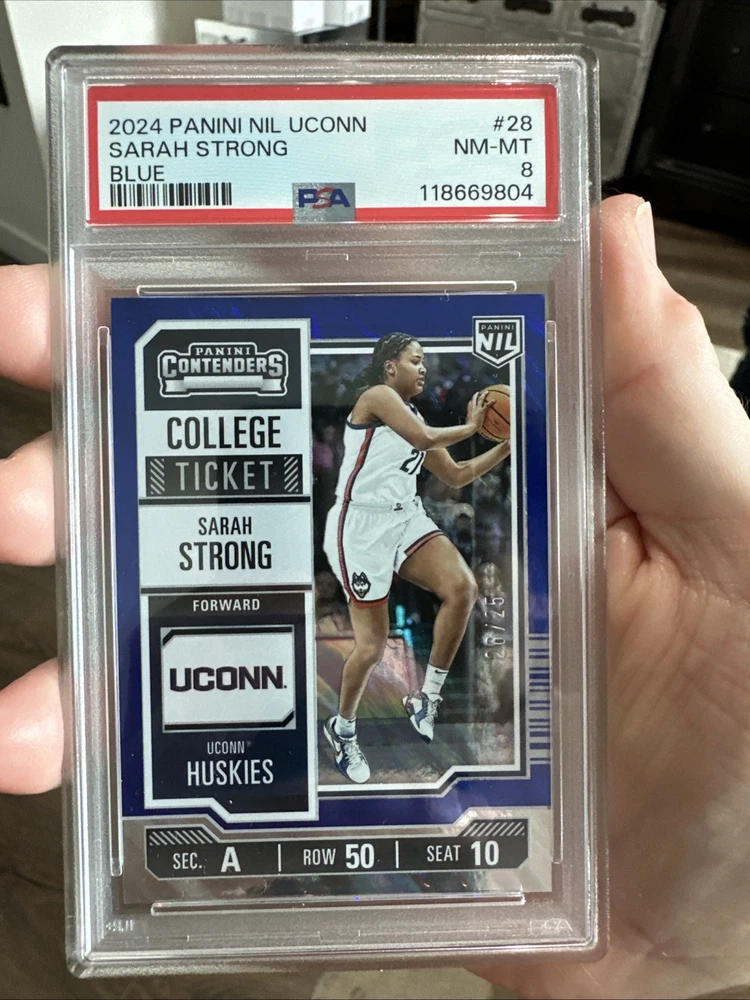 2024 PANINI NIL UCONN #28
SARAH STRONG NM-MT
BLUE 8
PSA 118669804
PANINI
CONTENDERS
PANINI
NIL
COLLEGE
TICKET
SARAH
STRONG
FORWARD
UCONN.
UCONN®
HUSKIES
21
SEC. A | ROW 50 | SEAT 10